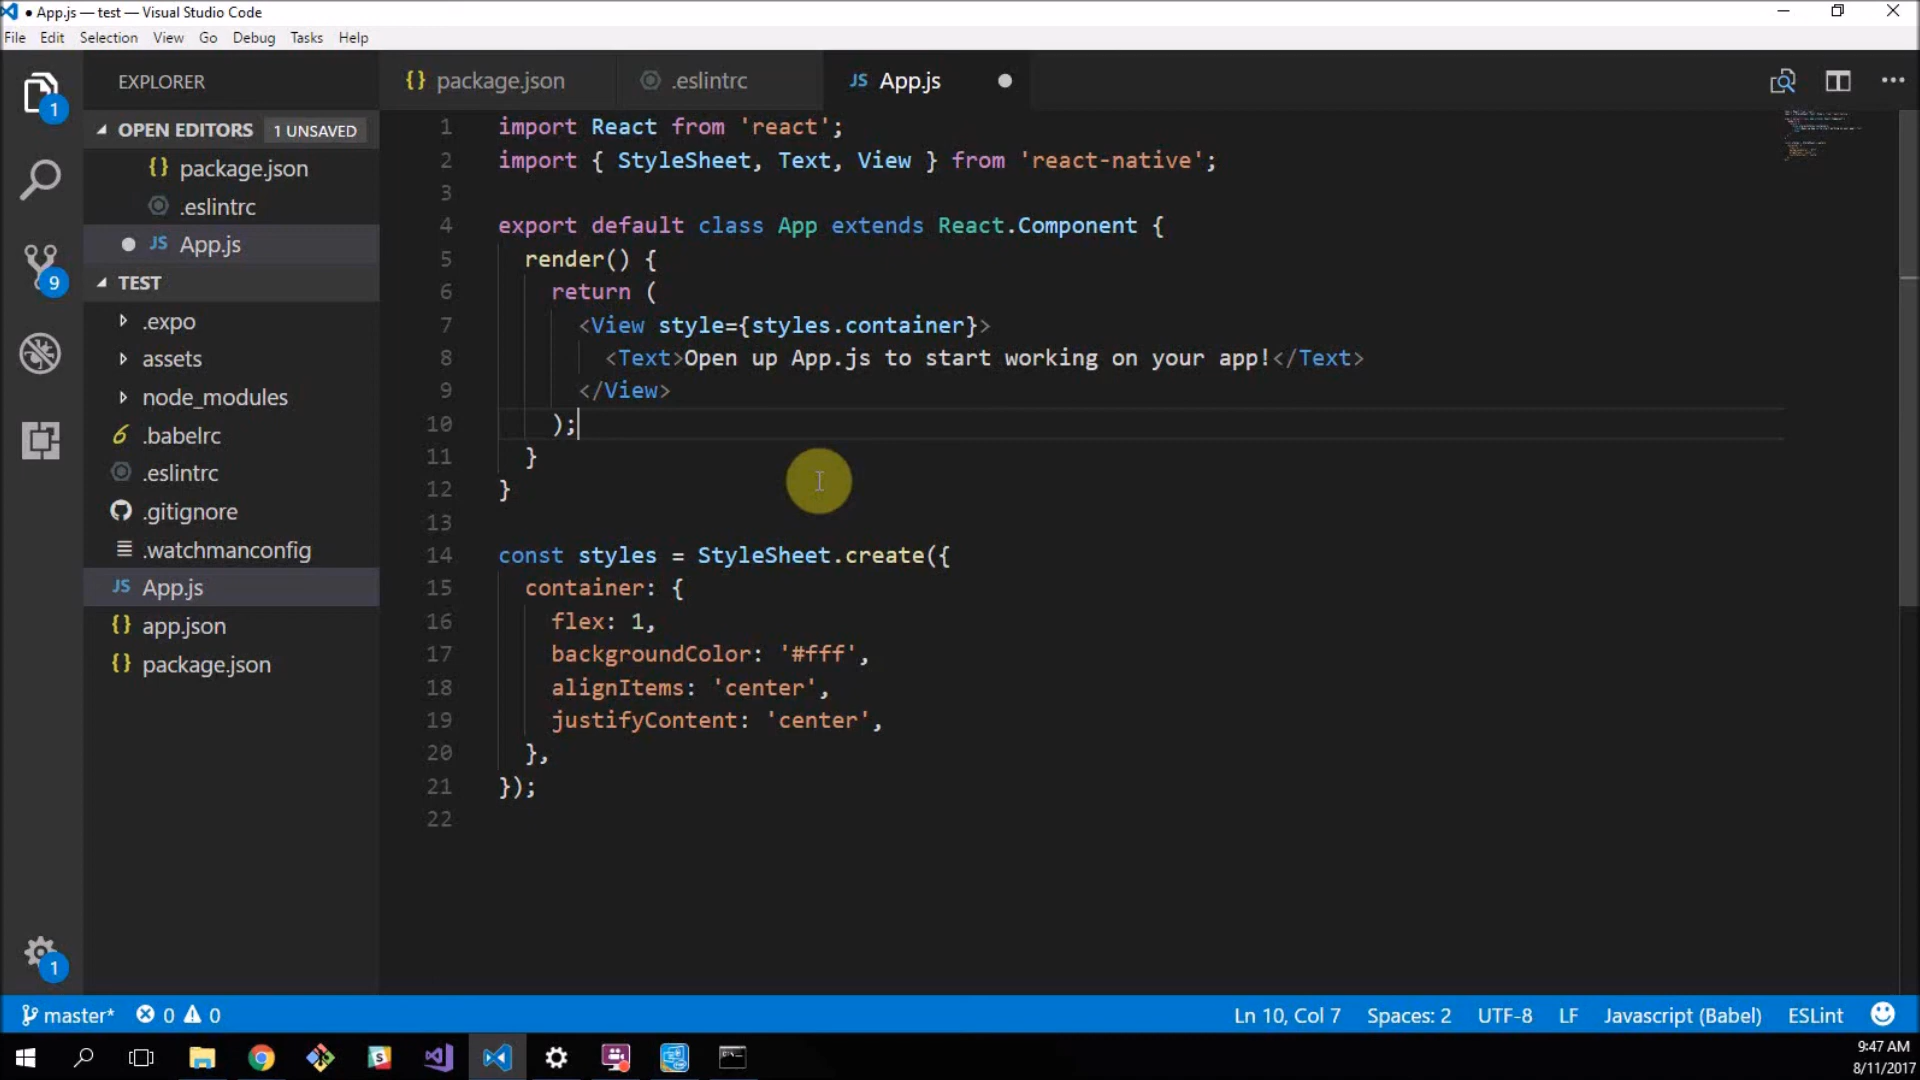 ● App.js — test — Visual Studio Code
File Edit Selection View Go Debug Tasks Help
EXPLORER
OPEN EDITORS 1 UNSAVED
{} package.json
.eslintrc
● JS App.js
TEST
.expo
assets
node_modules
6 .babelrc
.eslintrc
.gitignore
.watchmanconfig
JS App.js
{} app.json
{} package.json
1
9
1
{} package.json .eslintrc JS App.js ● ...
1 import React from 'react';
2 import { StyleSheet, Text, View } from 'react-native';
3
4 export default class App extends React.Component {
5 render() {
6 return (
7 <View style={styles.container}>
8 <Text>Open up App.js to start working on your app!</Text>
9 </View>
10 );
11 }
12 }
13
14 const styles = StyleSheet.create({
15 container: {
16 flex: 1,
17 backgroundColor: '#fff',
18 alignItems: 'center',
19 justifyContent: 'center',
20 },
21 });
22
master* 0 0 Ln 10, Col 7 Spaces: 2 UTF-8 LF Javascript (Babel) ESLint
9:47 AM
8/11/2017